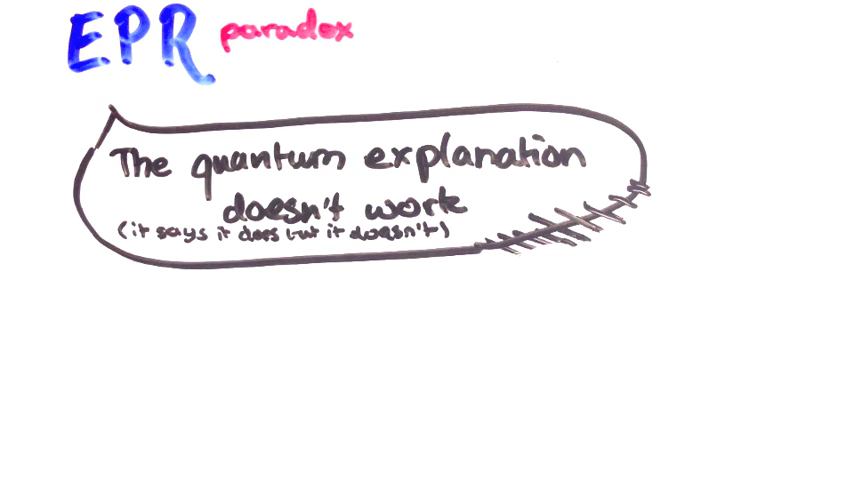 EPR paradox
The quantum explanation
doesn't work
(it says it does but it doesn't)